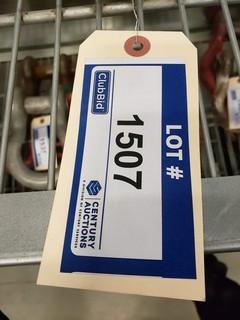 LOT #
1507
ClubBid
CENTURY
AUCTIONS